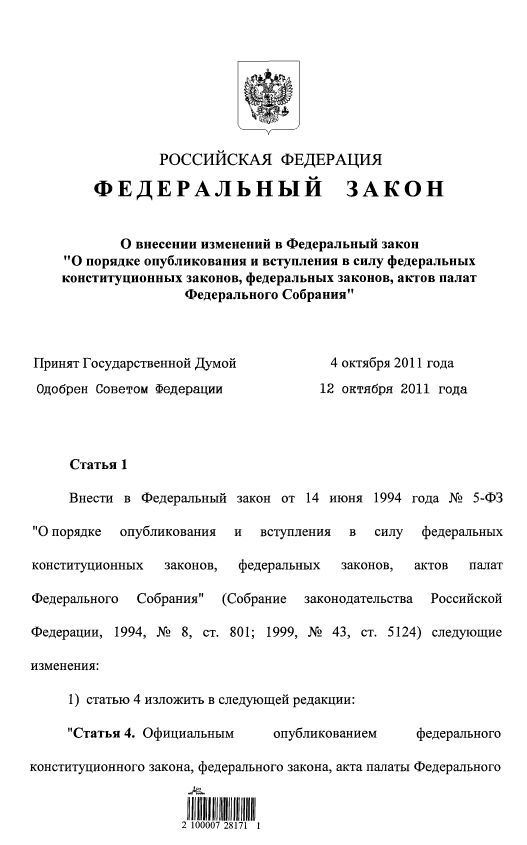 РОССИЙСКАЯ ФЕДЕРАЦИЯ
ФЕДЕРАЛЬНЫЙ ЗАКОН
О внесении изменений в Федеральный закон
"О порядке опубликования и вступления в силу федеральных
конституционных законов, федеральных законов, актов палат
Федерального Собрания"
Принят Государственной Думой 4 октября 2011 года
Одобрен Советом Федерации 12 октября 2011 года
Статья 1
Внести в Федеральный закон от 14 июня 1994 года № 5-ФЗ
"О порядке опубликования и вступления в силу федеральных
конституционных законов, федеральных законов, актов палат
Федерального Собрания" (Собрание законодательства Российской
Федерации, 1994, № 8, ст. 801; 1999, № 43, ст. 5124) следующие
изменения:
1) статью 4 изложить в следующей редакции:
"Статья 4. Официальным опубликованием федерального
конституционного закона, федерального закона, акта палаты Федерального
2 100007 28171 1